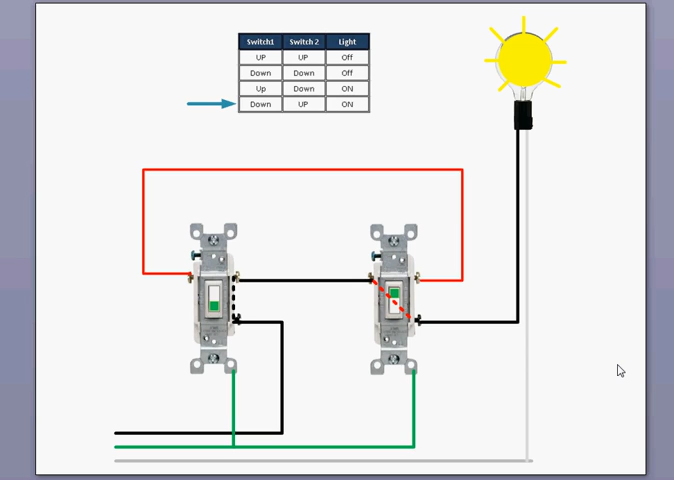 Switch1 Switch 2 Light
UP UP Off
Down Down Off
Up Down ON
Down UP ON